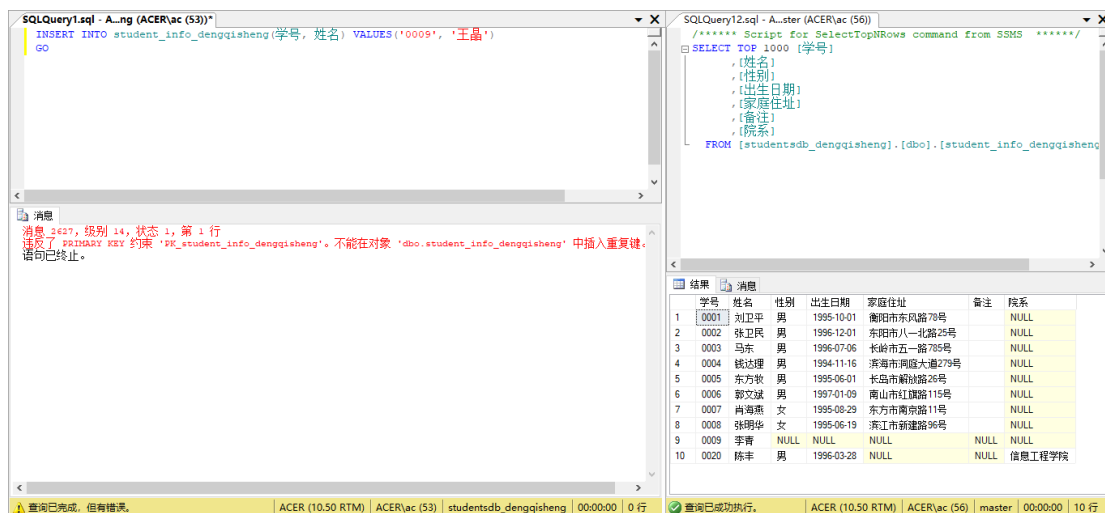 SQLQuery1.sql - A...ng (ACER\ac (53))*
INSERT INTO student_info_dengqisheng(学号, 姓名) VALUES('0009', '王晶')
GO
消息
消息 2627，级别 14，状态 1，第 1 行
违反了 PRIMARY KEY 约束 'PK_student_info_dengqisheng'。不能在对象 'dbo.student_info_dengqisheng' 中插入重复键。
语句已终止。
查询已完成，但有错误。 ACER (10.50 RTM) ACER\ac (53) studentsdb_dengqisheng 00:00:00 0 行
SQLQuery12.sql - A...ster (ACER\ac (56))
/****** Script for SelectTopNRows command from SSMS ******/
SELECT TOP 1000 [学号]
,[姓名]
,[性别]
,[出生日期]
,[家庭住址]
,[备注]
,[院系]
FROM [studentsdb_dengqisheng].[dbo].[student_info_dengqisheng
结果 消息
学号 姓名 性别 出生日期 家庭住址 备注 院系
1 0001 刘卫平 男 1995-10-01 衡阳市东风路78号 NULL
2 0002 张卫民 男 1996-12-01 东阳市八一北路25号 NULL
3 0003 马东 男 1996-07-06 长岭市五一路785号 NULL
4 0004 钱达理 男 1994-11-16 滨海市洞庭大道279号 NULL
5 0005 东方牧 男 1995-06-01 长岛市解放路26号 NULL
6 0006 郭文斌 男 1997-01-09 南山市红旗路115号 NULL
7 0007 肖海燕 女 1995-08-29 东方市南京路11号 NULL
8 0008 张明华 女 1995-06-19 滨江市新建路96号 NULL
9 0009 李青 NULL NULL NULL NULL NULL
10 0020 陈丰 男 1996-03-28 NULL NULL 信息工程学院
查询已成功执行。 ACER (10.50 RTM) ACER\ac (56) master 00:00:00 10 行